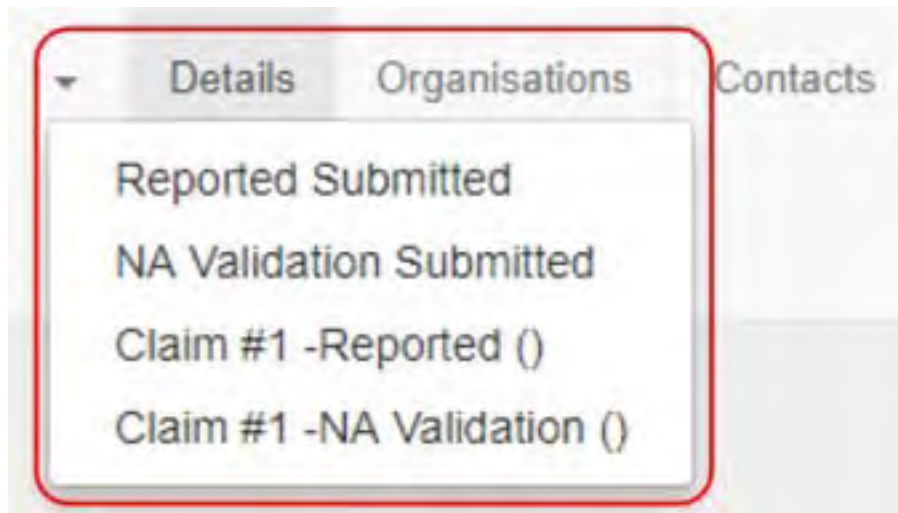 Details Organisations Contacts
Reported Submitted
NA Validation Submitted
Claim #1 -Reported ()
Claim #1 -NA Validation ()